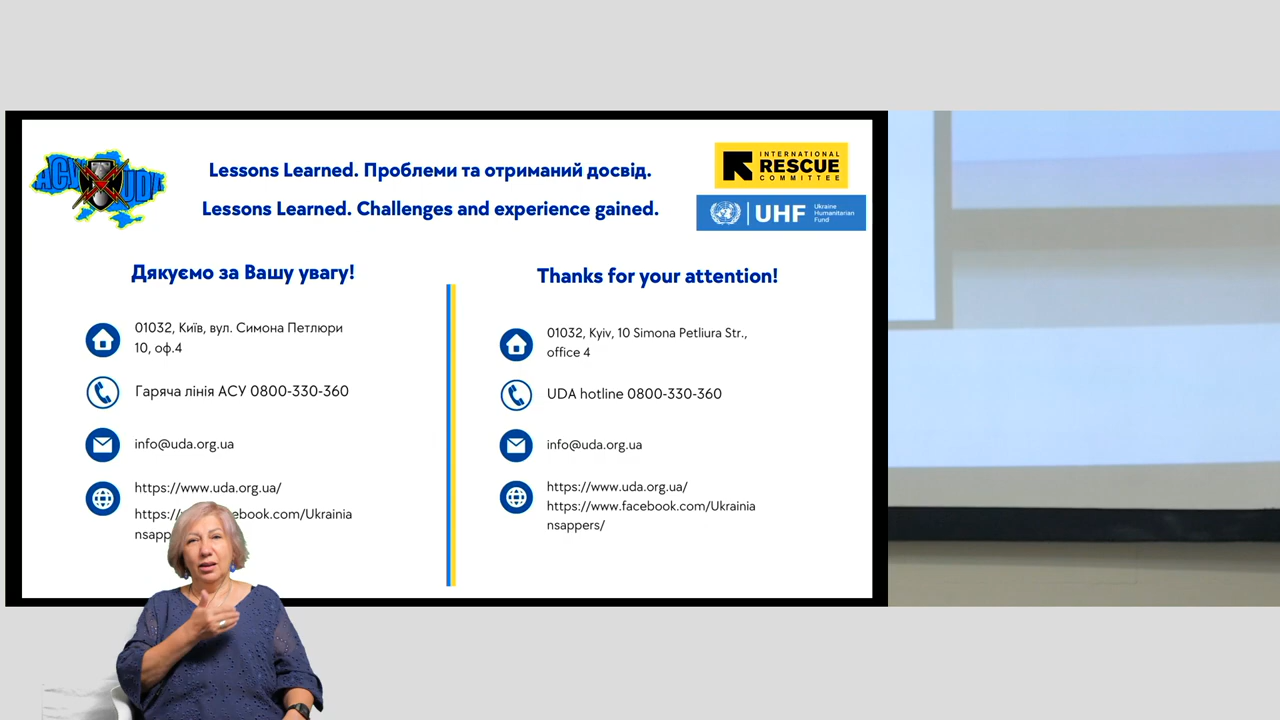 АСУ UDA
Lessons Learned. Проблеми та отриманий досвід.
Lessons Learned. Challenges and experience gained.
INTERNATIONAL
RESCUE
COMMITTEE
UHF
Ukraine
Humanitarian
Fund
Дякуємо за Вашу увагу!
01032, Київ, вул. Симона Петлюри
10, оф.4
Гаряча лінія АСУ 0800-330-360
info@uda.org.ua
https://www.uda.org.ua/
https:/ ebook.com/Ukrainia
nsapp
Thanks for your attention!
01032, Kyiv, 10 Simona Petliura Str.,
office 4
UDA hotline 0800-330-360
info@uda.org.ua
https://www.uda.org.ua/
https://www.facebook.com/Ukrainia
nsappers/